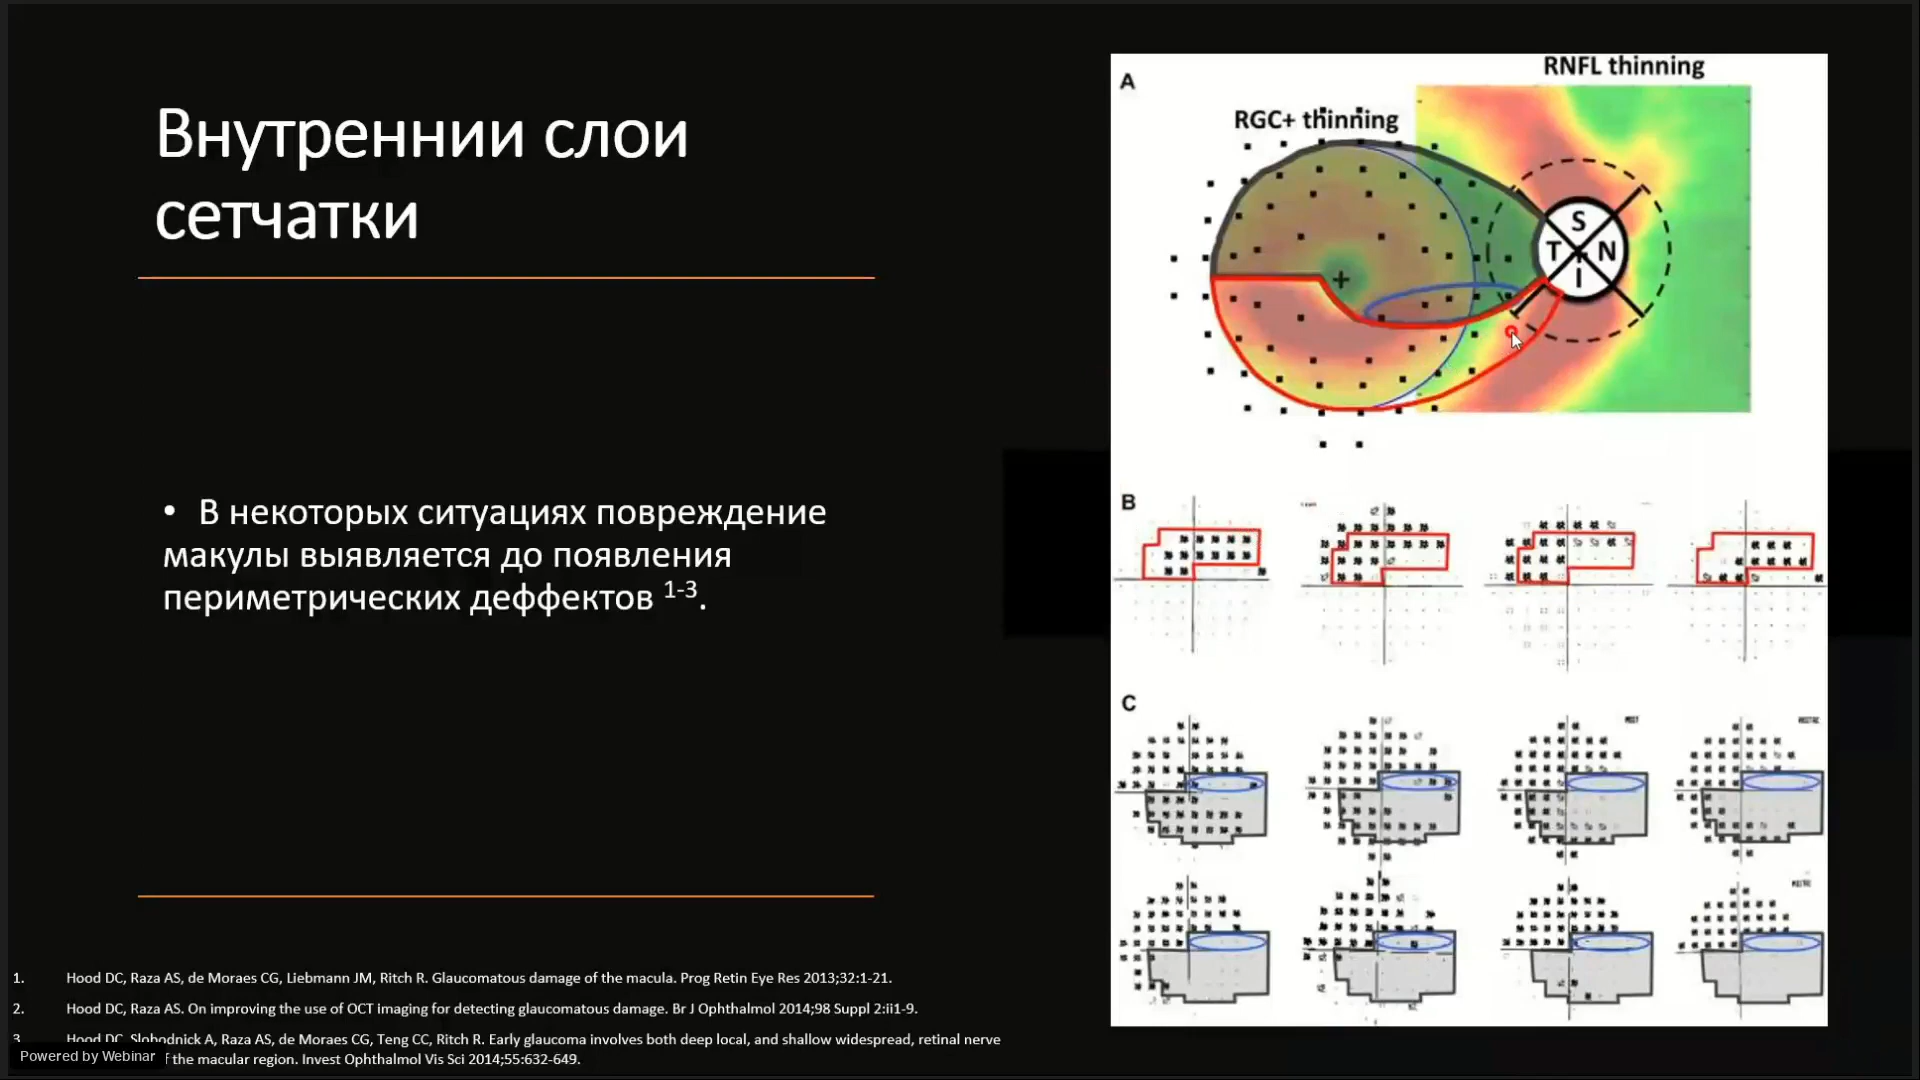 Внутреннии слои
сетчатки
• В некоторых ситуациях повреждение
макулы выявляется до появления
периметрических деффектов 1-3.
1. Hood DC, Raza AS, de Moraes CG, Liebmann JM, Ritch R. Glaucomatous damage of the macula. Prog Retin Eye Res 2013;32:1-21.
2. Hood DC, Raza AS. On improving the use of OCT imaging for detecting glaucomatous damage. Br J Ophthalmol 2014;98 Suppl 2:ii1-9.
3. Hood DC, Slobodnick A, Raza AS, de Moraes CG, Teng CC, Ritch R. Early glaucoma involves both deep local, and shallow widespread, retinal nerve
the macular region. Invest Ophthalmol Vis Sci 2014;55:632-649.
Powered by Webinar
A
RNFL thinning
RGC+ thinning
S
T N
I
B
C